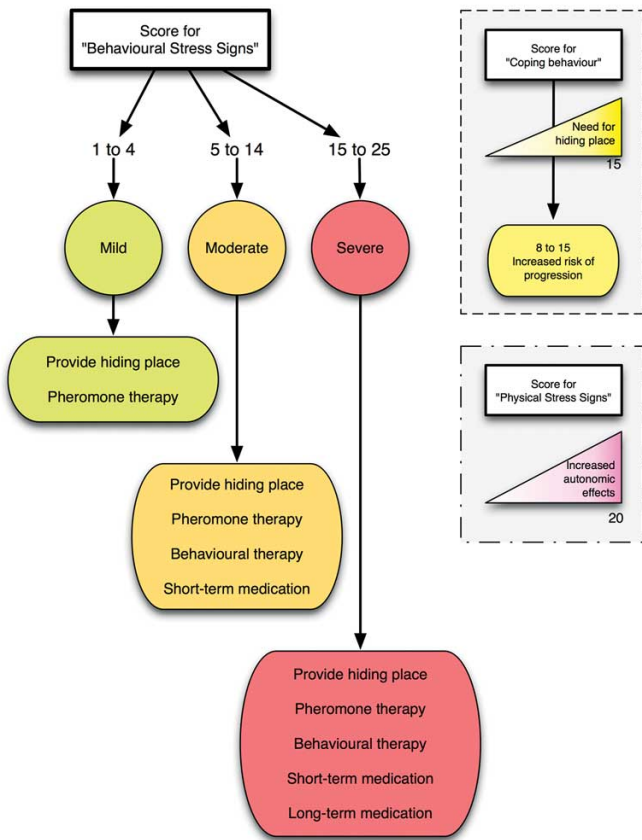 Score for
"Behavioural Stress Signs"
1 to 4
5 to 14
15 to 25
Mild
Moderate
Severe
Provide hiding place
Pheromone therapy
Provide hiding place
Pheromone therapy
Behavioural therapy
Short-term medication
Provide hiding place
Pheromone therapy
Behavioural therapy
Short-term medication
Long-term medication
Score for
"Coping behaviour"
Need for
hiding place
15
8 to 15
Increased risk of
progression
Score for
"Physical Stress Signs"
Increased
autonomic
effects
20